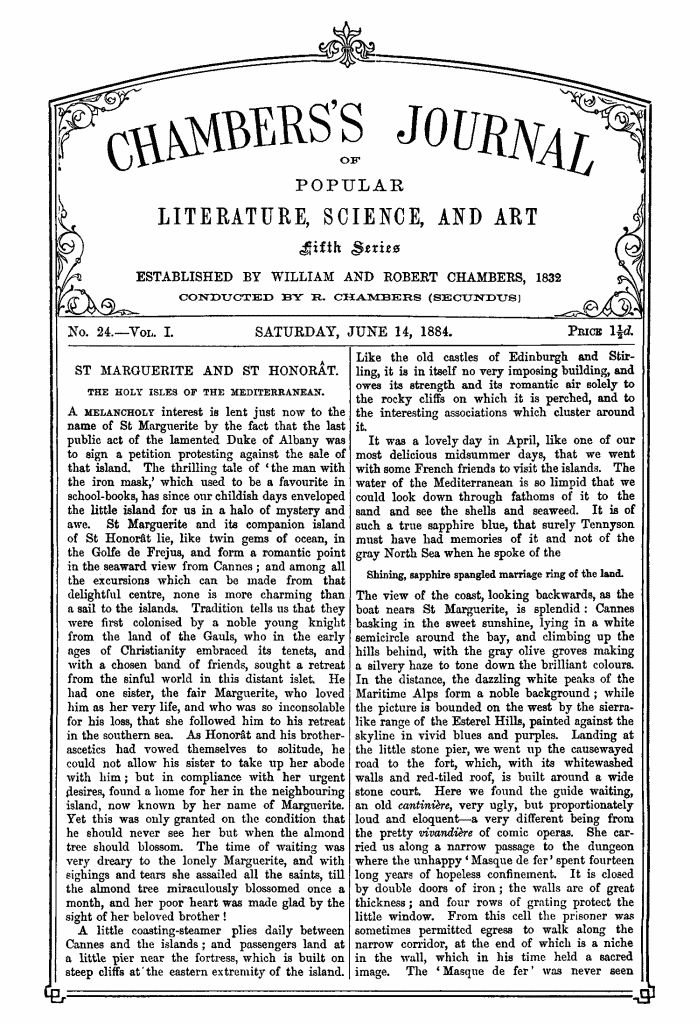 CHAMBERS'S JOURNAL
OF
POPULAR
LITERATURE, SCIENCE, AND ART
Fifth Series
ESTABLISHED BY WILLIAM AND ROBERT CHAMBERS, 1832
CONDUCTED BY R. CHAMBERS (SECUNDUS)
No. 24.—VOL. I.
SATURDAY, JUNE 14, 1884.
PRICE 1½d.
ST MARGUERITE AND ST HONORÂT.
THE HOLY ISLES OF THE MEDITERRANEAN.
A MELANCHOLY interest is lent just now to the
name of St Marguerite by the fact that the last
public act of the lamented Duke of Albany was
to sign a petition protesting against the sale of
that island. The thrilling tale of 'the man with
the iron mask,' which used to be a favourite in
school-books, has since our childish days enveloped
the little island for us in a halo of mystery and
awe. St Marguerite and its companion island
of St Honorât lie, like twin gems of ocean, in
the Golfe de Frejus, and form a romantic point
in the seaward view from Cannes; and among all
the excursions which can be made from that
delightful centre, none is more charming than
a sail to the islands. Tradition tells us that they
were first colonised by a noble young knight
from the land of the Gauls, who in the early
ages of Christianity embraced its tenets, and
with a chosen band of friends, sought a retreat
from the sinful world in this distant islet. He
had one sister, the fair Marguerite, who loved
him as her very life, and who was so inconsolable
for his loss, that she followed him to his retreat
in the southern sea. As Honorât and his brother-
ascetics had vowed themselves to solitude, he
could not allow his sister to take up her abode
with him; but in compliance with her urgent
desires, found a home for her in the neighbouring
island, now known by her name of Marguerite.
Yet this was only granted on the condition that
he should never see her but when the almond
tree should blossom. The time of waiting was
very dreary to the lonely Marguerite, and with
sighings and tears she assailed all the saints, till
the almond tree miraculously blossomed once a
month, and her poor heart was made glad by the
sight of her beloved brother!
A little coasting-steamer plies daily between
Cannes and the islands; and passengers land at
a little pier near the fortress, which is built on
steep cliffs at the eastern extremity of the island.
Like the old castles of Edinburgh and Stir-
ling, it is in itself no very imposing building, and
owes its strength and its romantic air solely to
the rocky cliffs on which it is perched, and to
the interesting associations which cluster around
it.
It was a lovely day in April, like one of our
most delicious midsummer days, that we went
with some French friends to visit the islands. The
water of the Mediterranean is so limpid that we
could look down through fathoms of it to the
sand and see the shells and seaweed. It is of
such a true sapphire blue, that surely Tennyson
must have had memories of it and not of the
gray North Sea when he spoke of the
Shining, sapphire spangled marriage ring of the land.
The view of the coast, looking backwards, as the
boat nears St Marguerite, is splendid: Cannes
basking in the sweet sunshine, lying in a white
semicircle around the bay, and climbing up the
hills behind, with the gray olive groves making
a silvery haze to tone down the brilliant colours.
In the distance, the dazzling white peaks of the
Maritime Alps form a noble background; while
the picture is bounded on the west by the sierra-
like range of the Esterel Hills, painted against the
skyline in vivid blues and purples. Landing at
the little stone pier, we went up the causewayed
road to the fort, which, with its whitewashed
walls and red-tiled roof, is built around a wide
stone court. Here we found the guide waiting,
an old cantinière, very ugly, but proportionately
loud and eloquent—a very different being from
the pretty vivandière of comic operas. She car-
ried us along a narrow passage to the dungeon
where the unhappy 'Masque de fer' spent fourteen
long years of hopeless confinement. It is closed
by double doors of iron; the walls are of great
thickness; and four rows of grating protect the
little window. From this cell the prisoner was
sometimes permitted egress to walk along the
narrow corridor, at the end of which is a niche
in the wall, which in his time held a sacred
image. The 'Masque de fer' was never seen